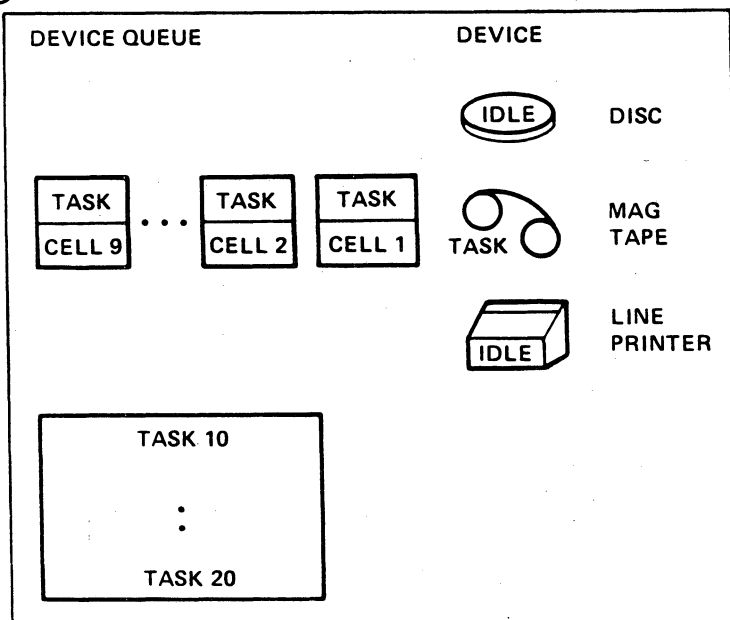 DEVICE QUEUE DEVICE
IDLE DISC
TASK TASK TASK
. . .
CELL 9 CELL 2 CELL 1
TASK
MAG
TAPE
IDLE
LINE
PRINTER
TASK 10
:
TASK 20